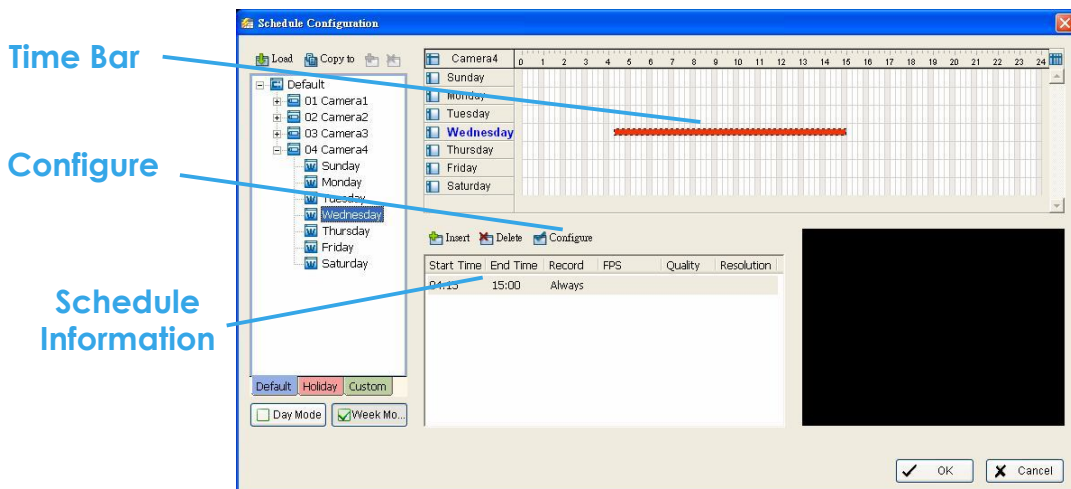 Schedule Configuration
Time Bar
Configure
Schedule
Information
Load Copy to
Default
01 Camera1
02 Camera2
03 Camera3
04 Camera4
Sunday
Monday
Tuesday
Wednesday
Thursday
Friday
Saturday
Default Holiday Custom
Day Mode Week Mo...
Camera4 0 1 2 3 4 5 6 7 8 9 10 11 12 13 14 15 16 17 18 19 20 21 22 23 24
Sunday
Monday
Tuesday
Wednesday
Thursday
Friday
Saturday
Insert Delete Configure
Start Time End Time Record FPS Quality Resolution
04:15 15:00 Always
OK Cancel